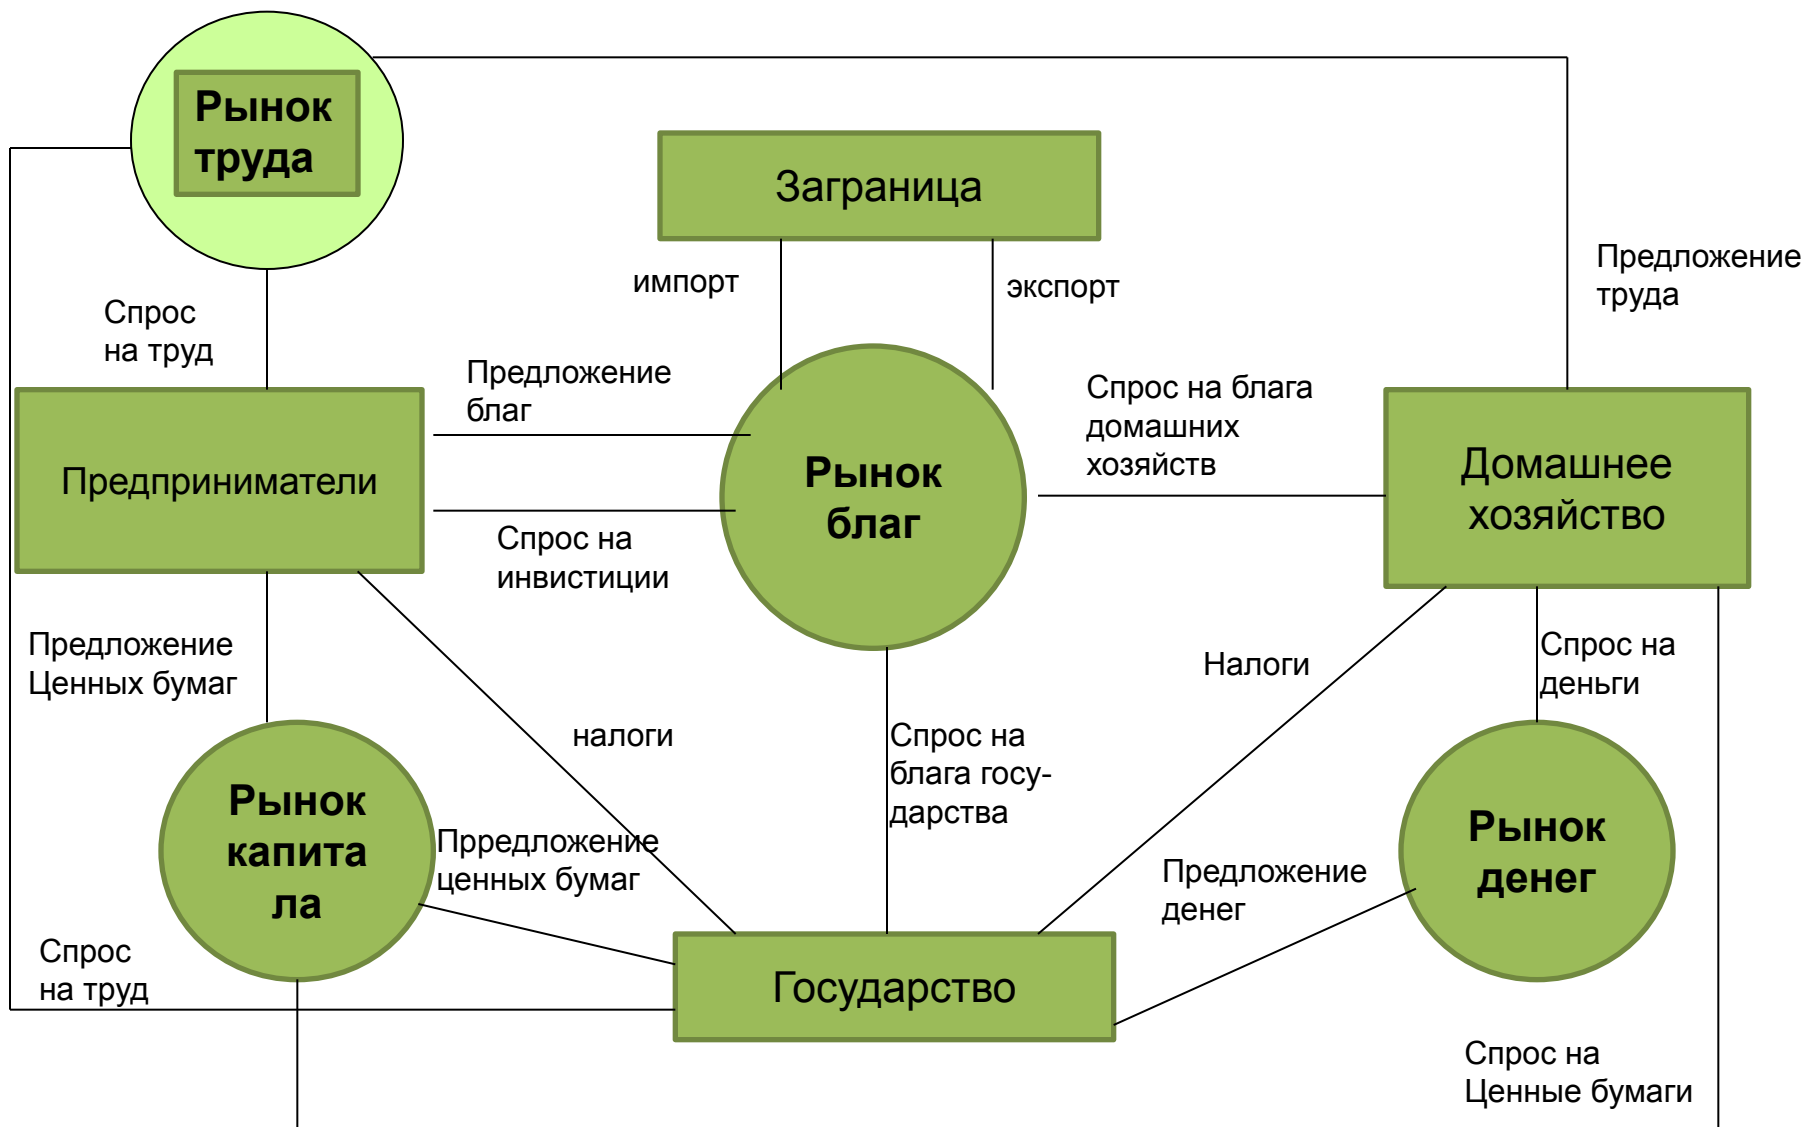 Рынок
труда
Заграница
Предложение
труда
импорт
экспорт
Спрос
на труд
Предложение
благ
Спрос на блага
домашних
хозяйств
Предприниматели
Рынок
благ
Домашнее
хозяйство
Спрос на
инвистиции
Предложение
Ценных бумаг
Налоги
Спрос на
деньги
налоги
Спрос на
блага госу-
дарства
Рынок
капита
ла
Прредложение
ценных бумаг
Предложение
денег
Рынок
денег
Спрос
на труд
Государство
Спрос на
Ценные бумаги